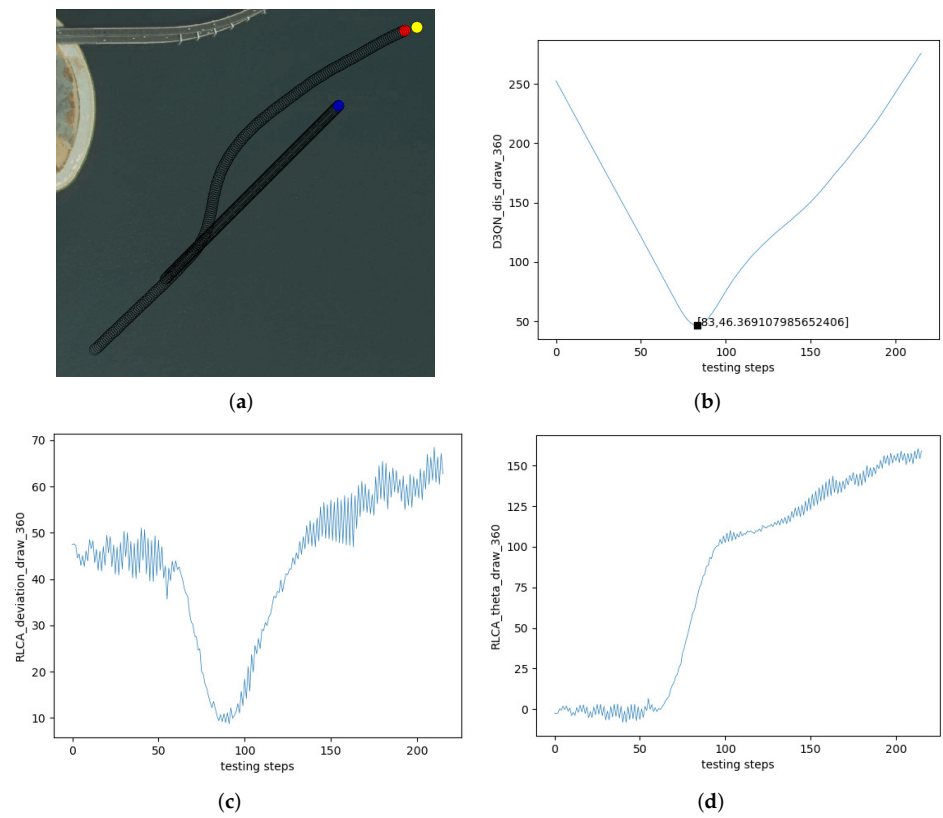 250
200
150
100
50
D3QN_dis_draw_360
[83,46.369107985652406]
0 50 100 150 200
testing steps
(a)
(b)
70
60
50
40
30
20
10
RLCA_deviation_draw_360
0 50 100 150 200
testing steps
150
125
100
75
50
25
0
RLCA_theta_draw_360
0 50 100 150 200
testing steps
(c)
(d)